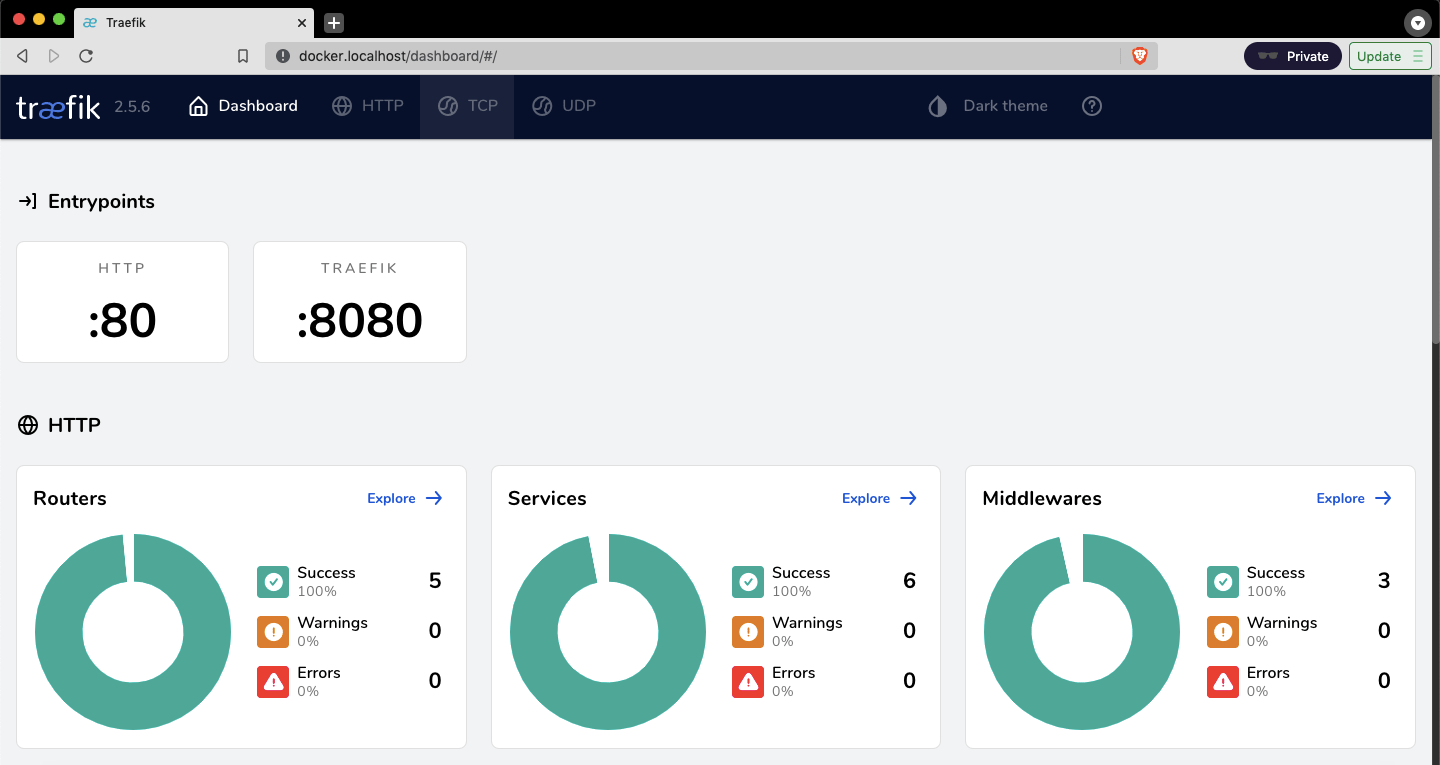 Traefik
docker.localhost/dashboard/#/
Private
Update
træfik 2.5.6 Dashboard HTTP TCP UDP Dark theme
Entrypoints
HTTP
:80
TRAEFIK
:8080
HTTP
Routers
Explore
Success
100%
5
Warnings
0%
0
Errors
0%
0
Services
Explore
Success
100%
6
Warnings
0%
0
Errors
0%
0
Middlewares
Explore
Success
100%
3
Warnings
0%
0
Errors
0%
0